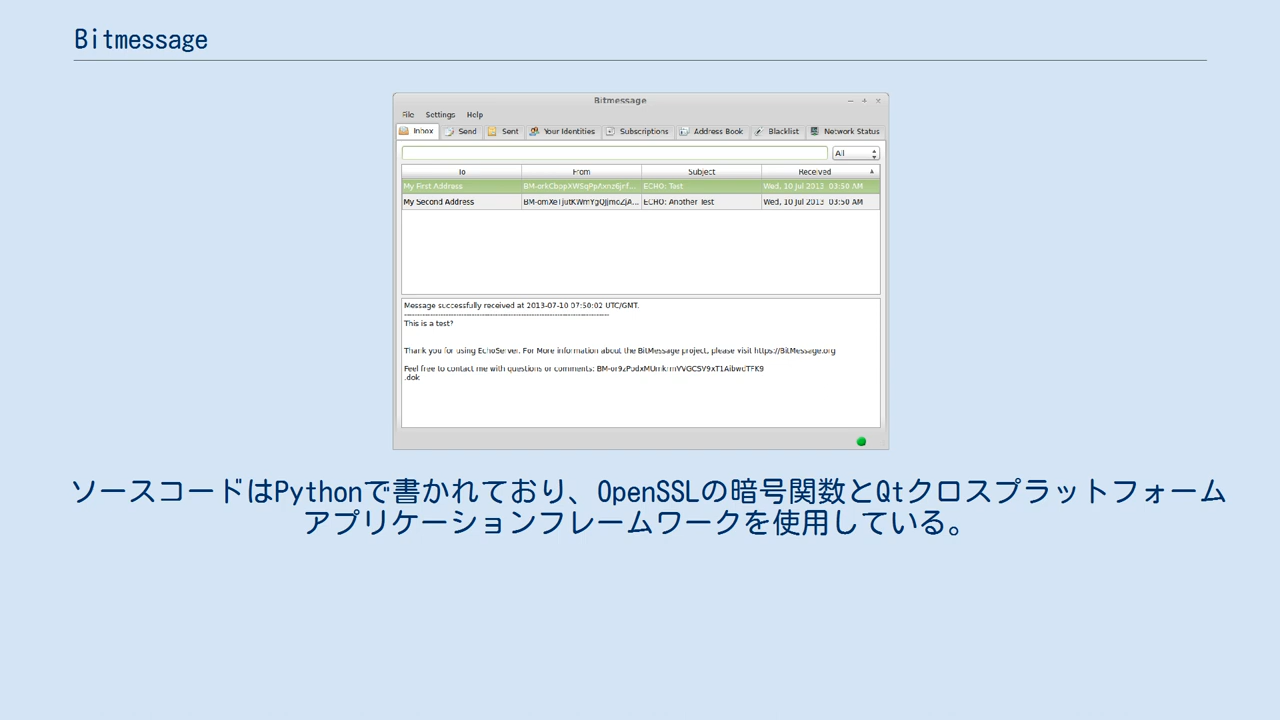 Bitmessage
Bitmessage
File Settings Help
Inbox Send Sent Your Identities Subscriptions Address Book Blacklist Network Status
All
To From Subject Received
My First Address ECHO: Test Wed, 10 Jul 2013 03:50 AM
My Second Address ECHO: Another Test Wed, 10 Jul 2013 03:50 AM
Message successfully received at 2013-07-10 07:50:02 UTC/GMT.
------------------------------------------------------------------------------
This is a test?
Thank you for using EchoServer. For More information about the BitMessage project, please visit https://BitMessage.org
Feel free to contact me with questions or comments:
.dok
ソースコードはPythonで書かれており、OpenSSLの暗号関数とQtクロスプラットフォーム
アプリケーションフレームワークを使用している。